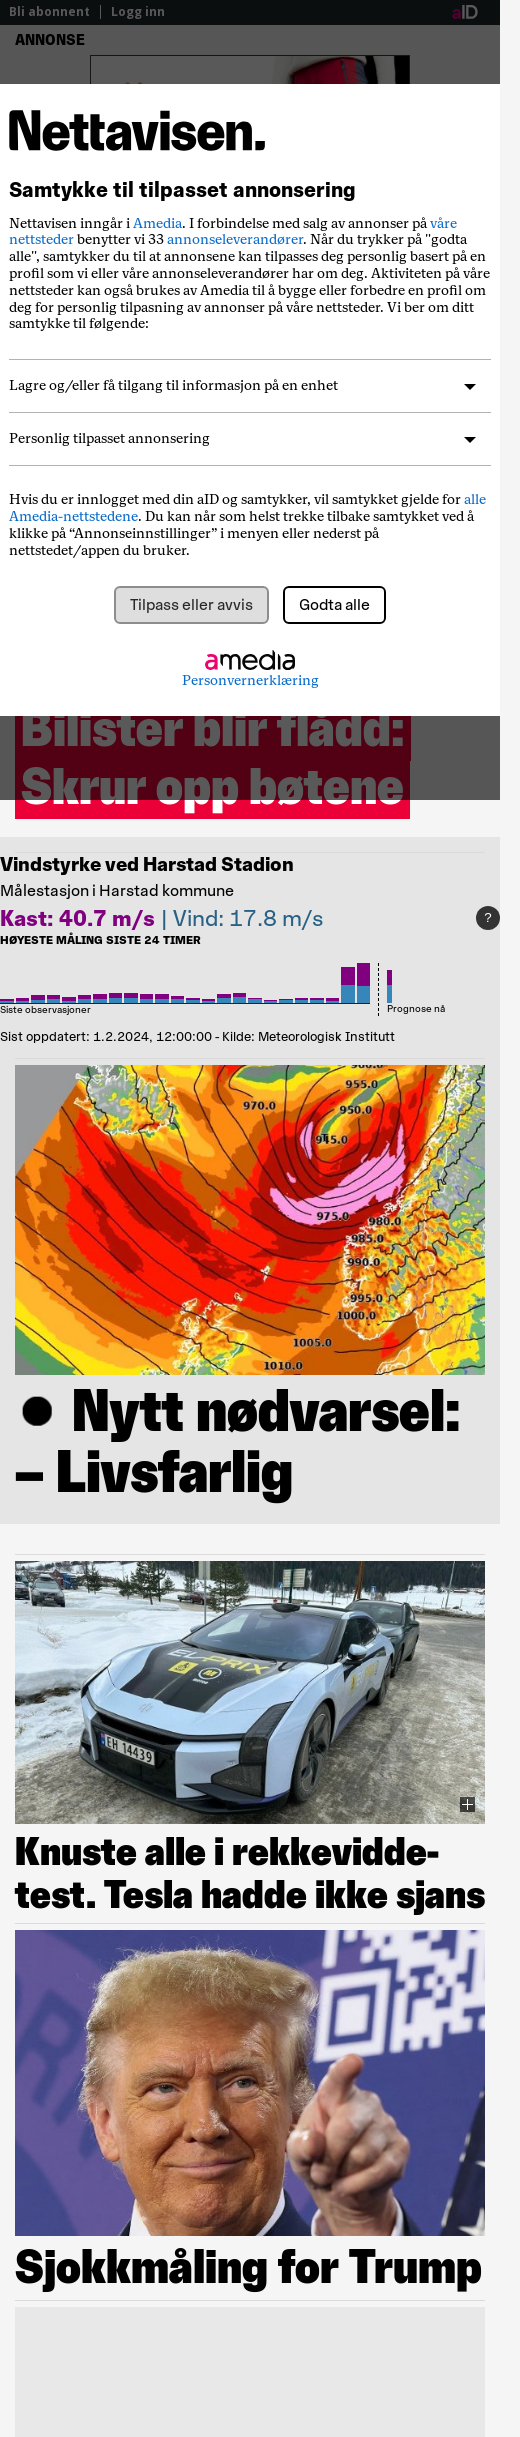 Bli abonnent | Logg inn
aID
ANNONSE
Nettavisen.
Samtykke til tilpasset annonsering
Nettavisen inngår i Amedia. I forbindelse med salg av annonser på våre
nettsteder benytter vi 33 annonseleverandører. Når du trykker på "godta
alle", samtykker du til at annonsene kan tilpasses deg personlig basert på en
profil som vi eller våre annonseleverandører har om deg. Aktiviteten på våre
nettsteder kan også brukes av Amedia til å bygge eller forbedre en profil om
deg for personlig tilpasning av annonser på våre nettsteder. Vi ber om ditt
samtykke til følgende:
Lagre og/eller få tilgang til informasjon på en enhet
Personlig tilpasset annonsering
Hvis du er innlogget med din aID og samtykker, vil samtykket gjelde for alle
Amedia-nettstedene. Du kan når som helst trekke tilbake samtykket ved å
klikke på “Annonseinnstillinger” i menyen eller nederst på
nettstedet/appen du bruker.
Tilpass eller avvis
Godta alle
amedia
Personvernerklæring
Bilister blir flådd:
Skrur opp bøtene
Vindstyrke ved Harstad Stadion
Målestasjon i Harstad kommune
Kast: 40.7 m/s | Vind: 17.8 m/s
?
HØYESTE MÅLING SISTE 24 TIMER
Siste observasjoner
Prognose nå
Sist oppdatert: 1.2.2024, 12:00:00 - Kilde: Meteorologisk Institutt
960.0
955.0
970.0
950.0
945.0
975.0
980.0
985.0
990.0
995.0
1000.0
1005.0
1010.0
● Nytt nødvarsel:
– Livsfarlig
ELPRIX
EH 14439
Knuste alle i rekkevidde-
test. Tesla hadde ikke sjans
Sjokkmåling for Trump